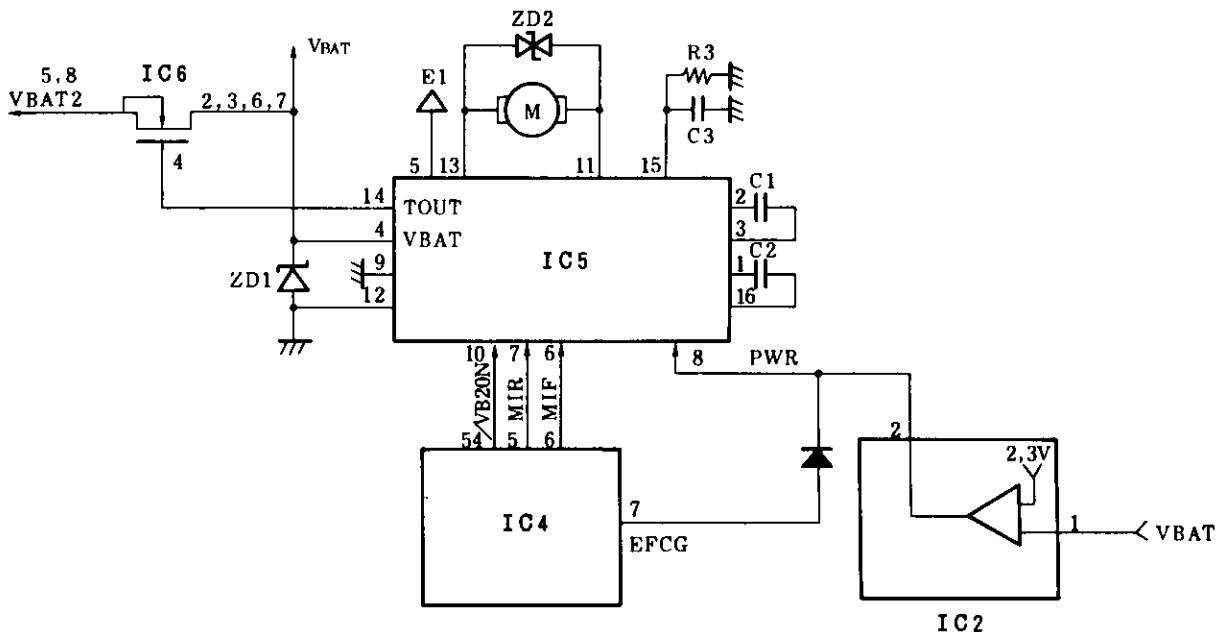 ZD2
VBAT
5,8
IC6
R3
E1
VBAT2
2,3,6,7
M
C3
4
5
13
11
15
14
TOUT
2
C1
4
VBAT
3
IC5
C2
ZD1
9
1
12
16
10
7
6
8
PWR
/VB20N
MIR
MIF
54
5
6
2
2,3V
IC4
7
1
VBAT
EFCG
IC2